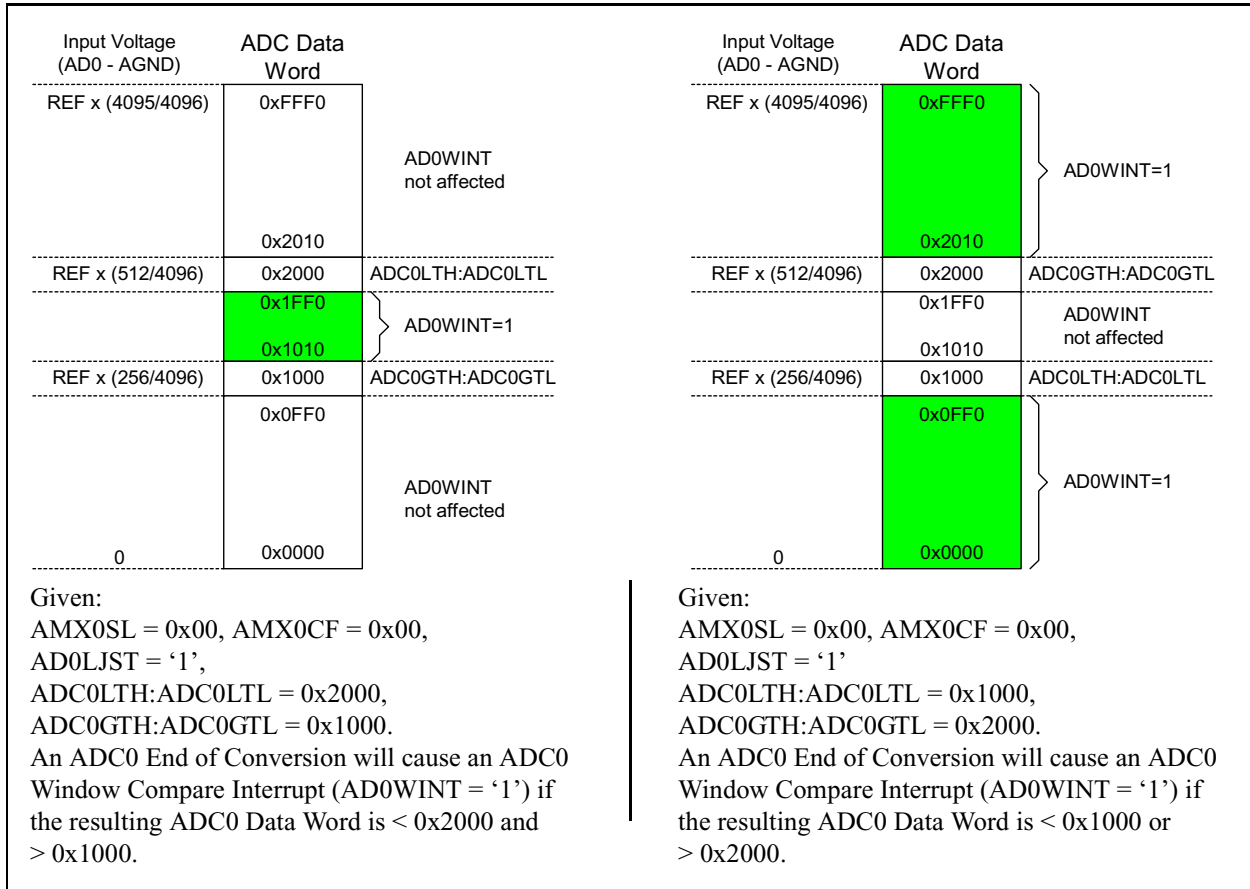 Input Voltage
(AD0 - AGND)
ADC Data
Word
REF x (4095/4096)
0xFFF0
AD0WINT
not affected
0x2010
REF x (512/4096)
0x2000
ADC0LTH:ADC0LTL
0x1FF0
AD0WINT=1
0x1010
REF x (256/4096)
0x1000
ADC0GTH:ADC0GTL
0x0FF0
AD0WINT
not affected
0
0x0000
Given:
AMX0SL = 0x00, AMX0CF = 0x00,
AD0LJST = ‘1’,
ADC0LTH:ADC0LTL = 0x2000,
ADC0GTH:ADC0GTL = 0x1000.
An ADC0 End of Conversion will cause an ADC0
Window Compare Interrupt (AD0WINT = ‘1’) if
the resulting ADC0 Data Word is < 0x2000 and
> 0x1000.
Input Voltage
(AD0 - AGND)
ADC Data
Word
REF x (4095/4096)
0xFFF0
AD0WINT=1
0x2010
REF x (512/4096)
0x2000
ADC0GTH:ADC0GTL
0x1FF0
AD0WINT
not affected
0x1010
REF x (256/4096)
0x1000
ADC0LTH:ADC0LTL
0x0FF0
AD0WINT=1
0
0x0000
Given:
AMX0SL = 0x00, AMX0CF = 0x00,
AD0LJST = ‘1’
ADC0LTH:ADC0LTL = 0x1000,
ADC0GTH:ADC0GTL = 0x2000.
An ADC0 End of Conversion will cause an ADC0
Window Compare Interrupt (AD0WINT = ‘1’) if
the resulting ADC0 Data Word is < 0x1000 or
> 0x2000.